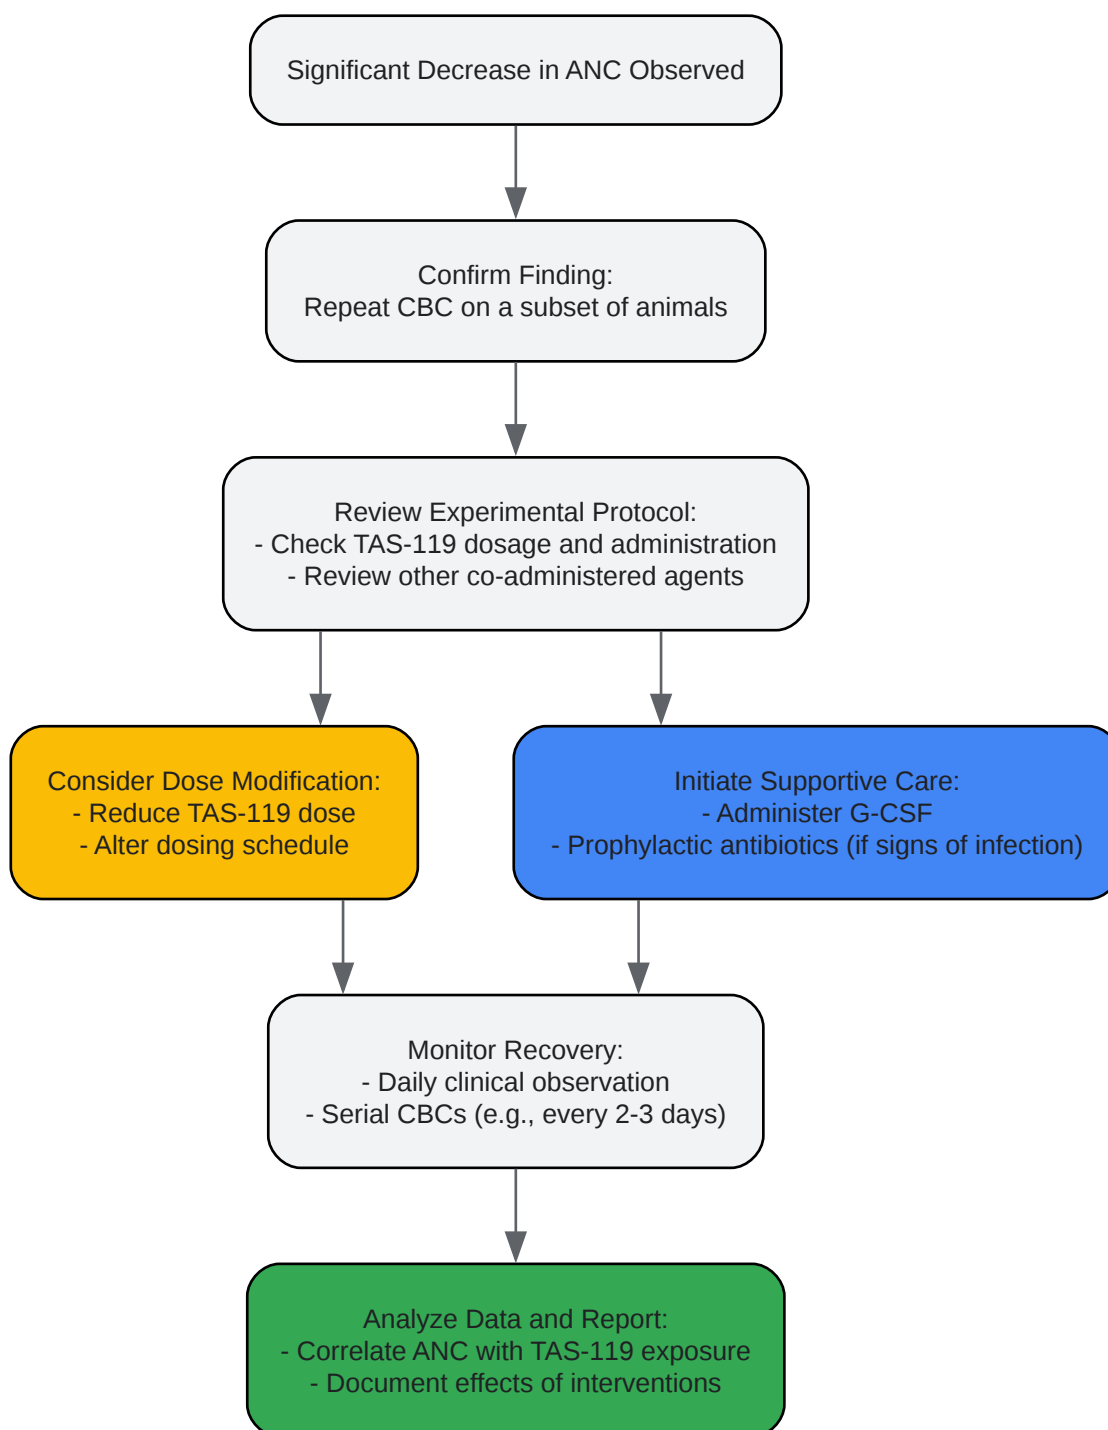 Significant Decrease in ANC Observed
Confirm Finding:
Repeat CBC on a subset of animals
Review Experimental Protocol:
- Check TAS-119 dosage and administration
- Review other co-administered agents
Consider Dose Modification:
- Reduce TAS-119 dose
- Alter dosing schedule
Initiate Supportive Care:
- Administer G-CSF
- Prophylactic antibiotics (if signs of infection)
Monitor Recovery:
- Daily clinical observation
- Serial CBCs (e.g., every 2-3 days)
Analyze Data and Report:
- Correlate ANC with TAS-119 exposure
- Document effects of interventions